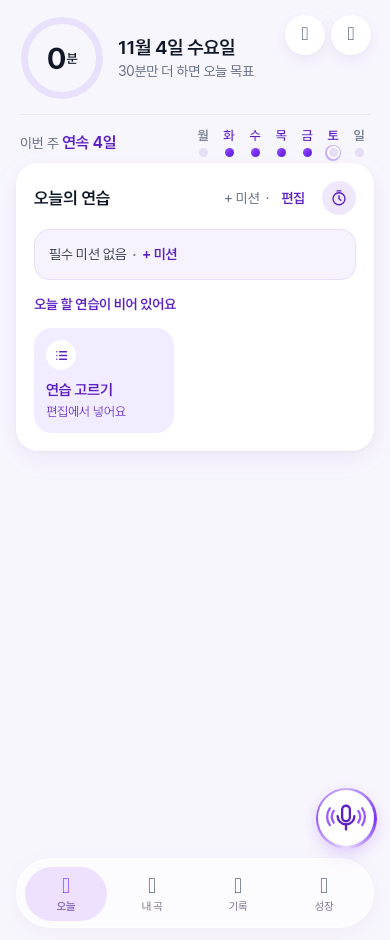 0분
11월 4일 수요일
30분만 더 하면 오늘 목표
이번 주 연속 4일
월 화 수 목 금 토 일
오늘의 연습
+ 미션 · 편집
필수 미션 없음 · + 미션
오늘 할 연습이 비어 있어요
연습 고르기
편집에서 넣어요
오늘 내 곡 기록 성장